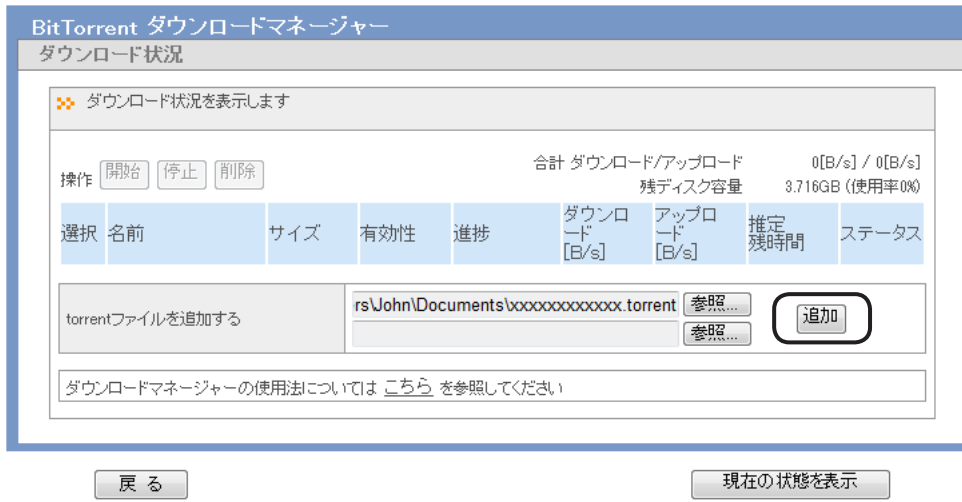 BitTorrent ダウンロードマネージャー
ダウンロード状況
ダウンロード状況を表示します
操作 開始 停止 削除
合計 ダウンロード/アップロード 0[B/s] / 0[B/s]
残ディスク容量 3.716GB (使用率0%)
選択 名前 サイズ 有効性 進捗 ダウンロード [B/s] アップロード [B/s] 推定残時間 ステータス
torrentファイルを追加する
rs\John\Documents\xxxxxxxxxxxxx.torrent 参照...
参照...
追加
ダウンロードマネージャーの使用法については こちら を参照してください
戻 る
現在の状態を表示